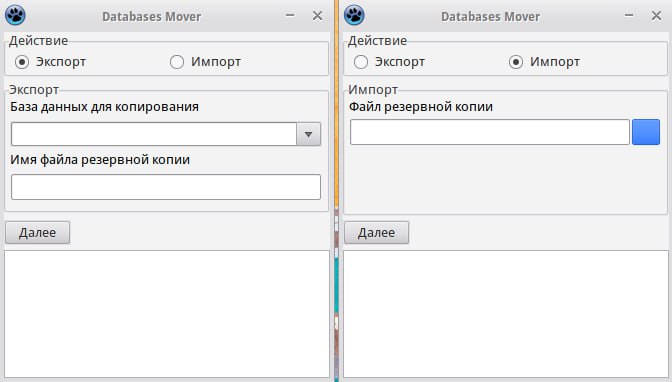 Databases Mover
Действие
Экспорт Импорт
Экспорт
База данных для копирования
Имя файла резервной копии
Далее
Databases Mover
Действие
Экспорт Импорт
Импорт
Файл резервной копии
Далее